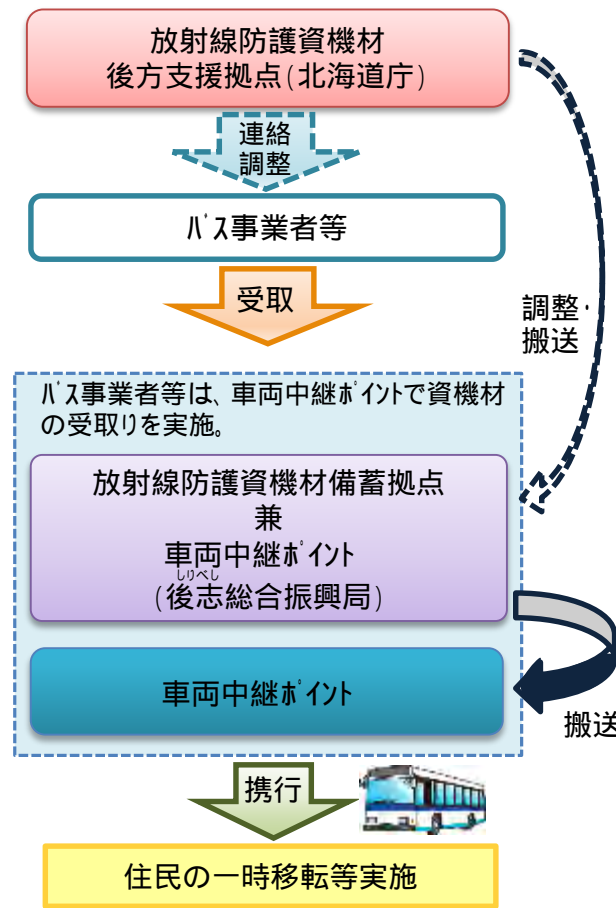 放射線防護資機材
後方支援拠点(北海道庁)
連絡
調整
ﾊﾞｽ事業者等
受取
調整・
搬送
ﾊﾞｽ事業者等は、車両中継ﾎﾟｲﾝﾄで資機材
の受取りを実施。
放射線防護資機材備蓄拠点
兼
車両中継ﾎﾟｲﾝﾄ
しりべし
(後志総合振興局)
車両中継ﾎﾟｲﾝﾄ
搬送
携行
住民の一時移転等実施